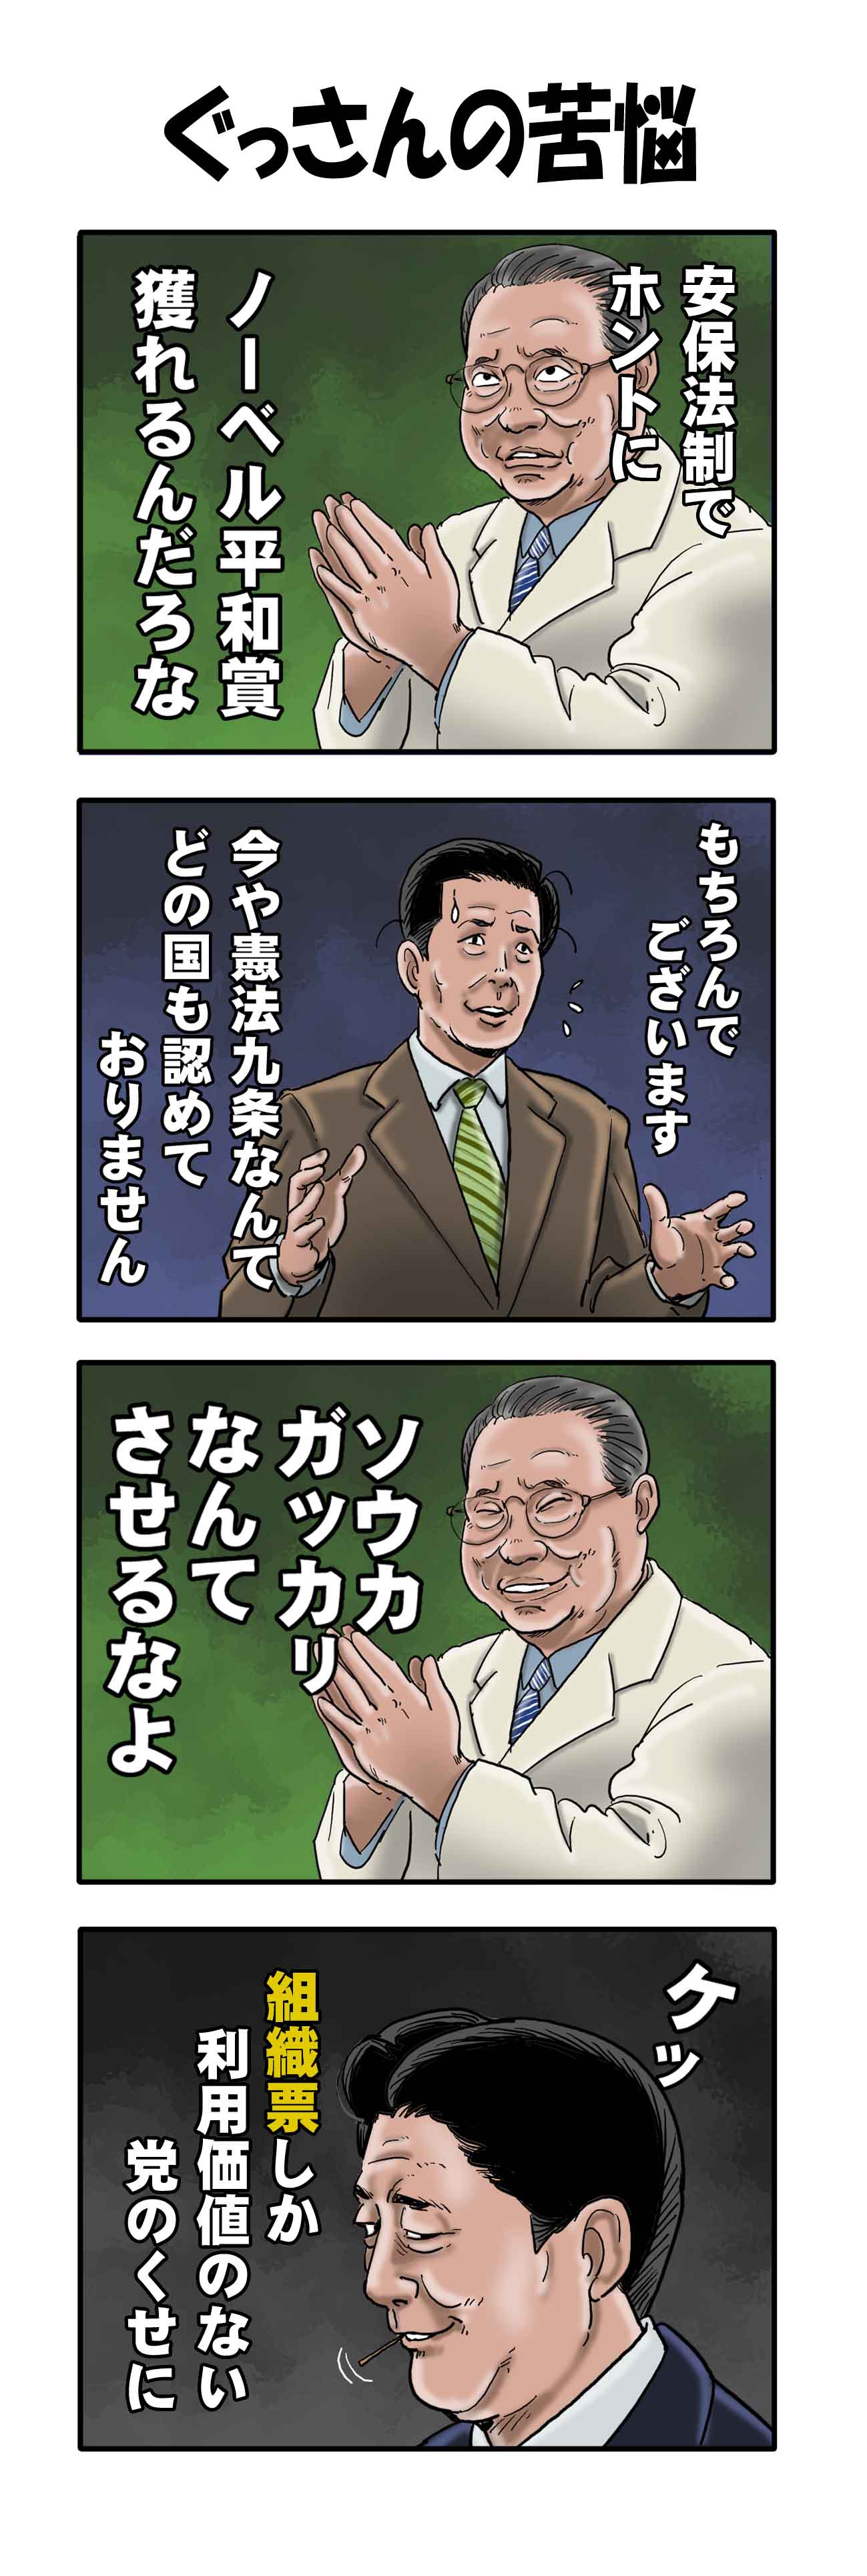 ぐっさんの苦悩
安保法制で
ホントに
ノーベル平和賞
獲れるんだろな
もちろんで
ございます
今や憲法九条なんて
どの国も認めて
おりません
ソウカ
ガッカリ
なんて
させるなよ
ケッ
組織票しか
利用価値のない
党のくせに